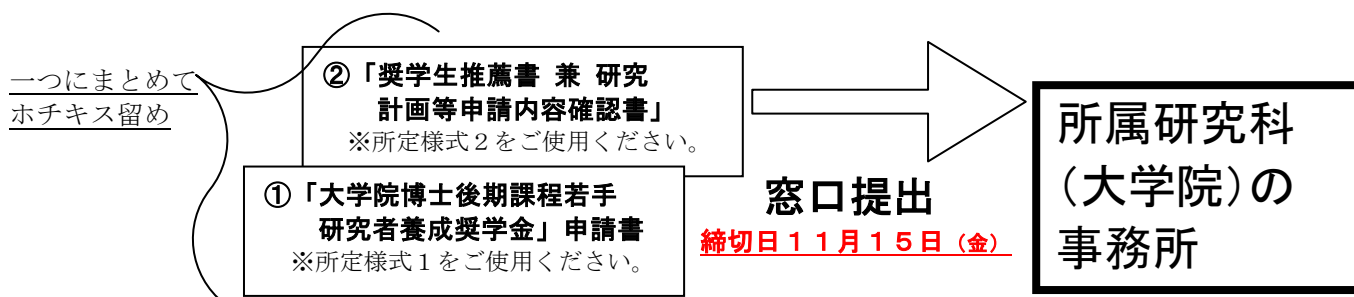 一つにまとめて
ホチキス留め
②「奨学生推薦書 兼 研究
計画等申請内容確認書」
※所定様式２をご使用ください。
①「大学院博士後期課程若手
研究者養成奨学金」申請書
※所定様式１をご使用ください。
窓口提出
締切日１１月１５日（金）
所属研究科
(大学院)の
事務所